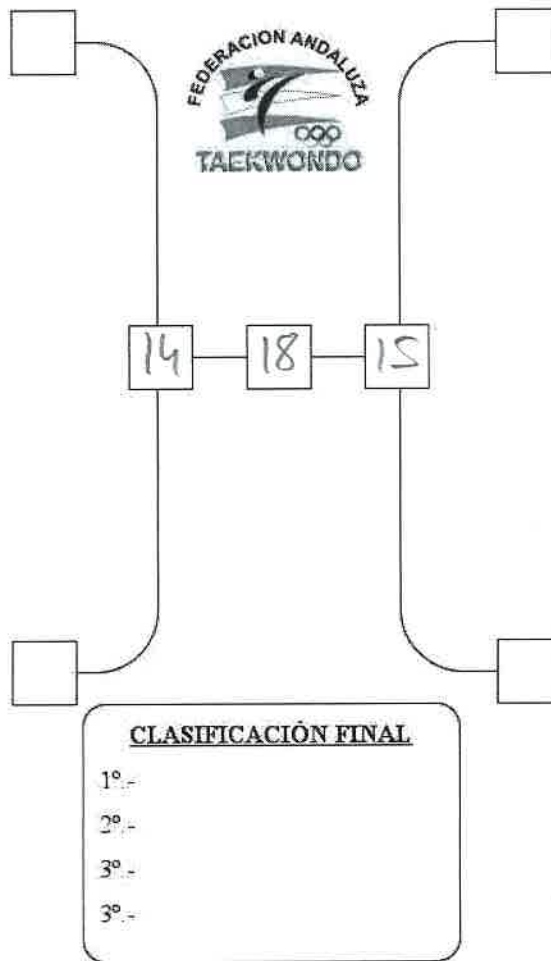 FEDERACION ANDALUZA
TAEKWONDO
14 18 15
CLASIFICACIÓN FINAL
1º.-
2º.-
3º.-
3º.-